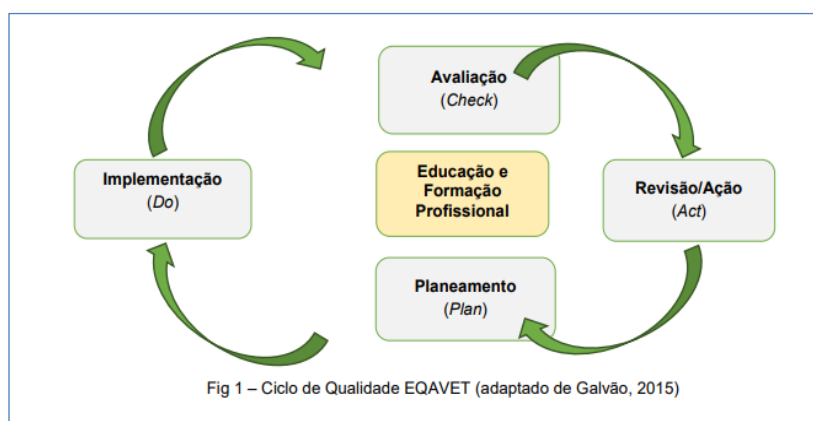 Avaliação
(Check)
Implementação
(Do)
Educação e
Formação
Profissional
Revisão/Ação
(Act)
Planeamento
(Plan)
Fig 1 – Ciclo de Qualidade EQAVET (adaptado de Galvão, 2015)